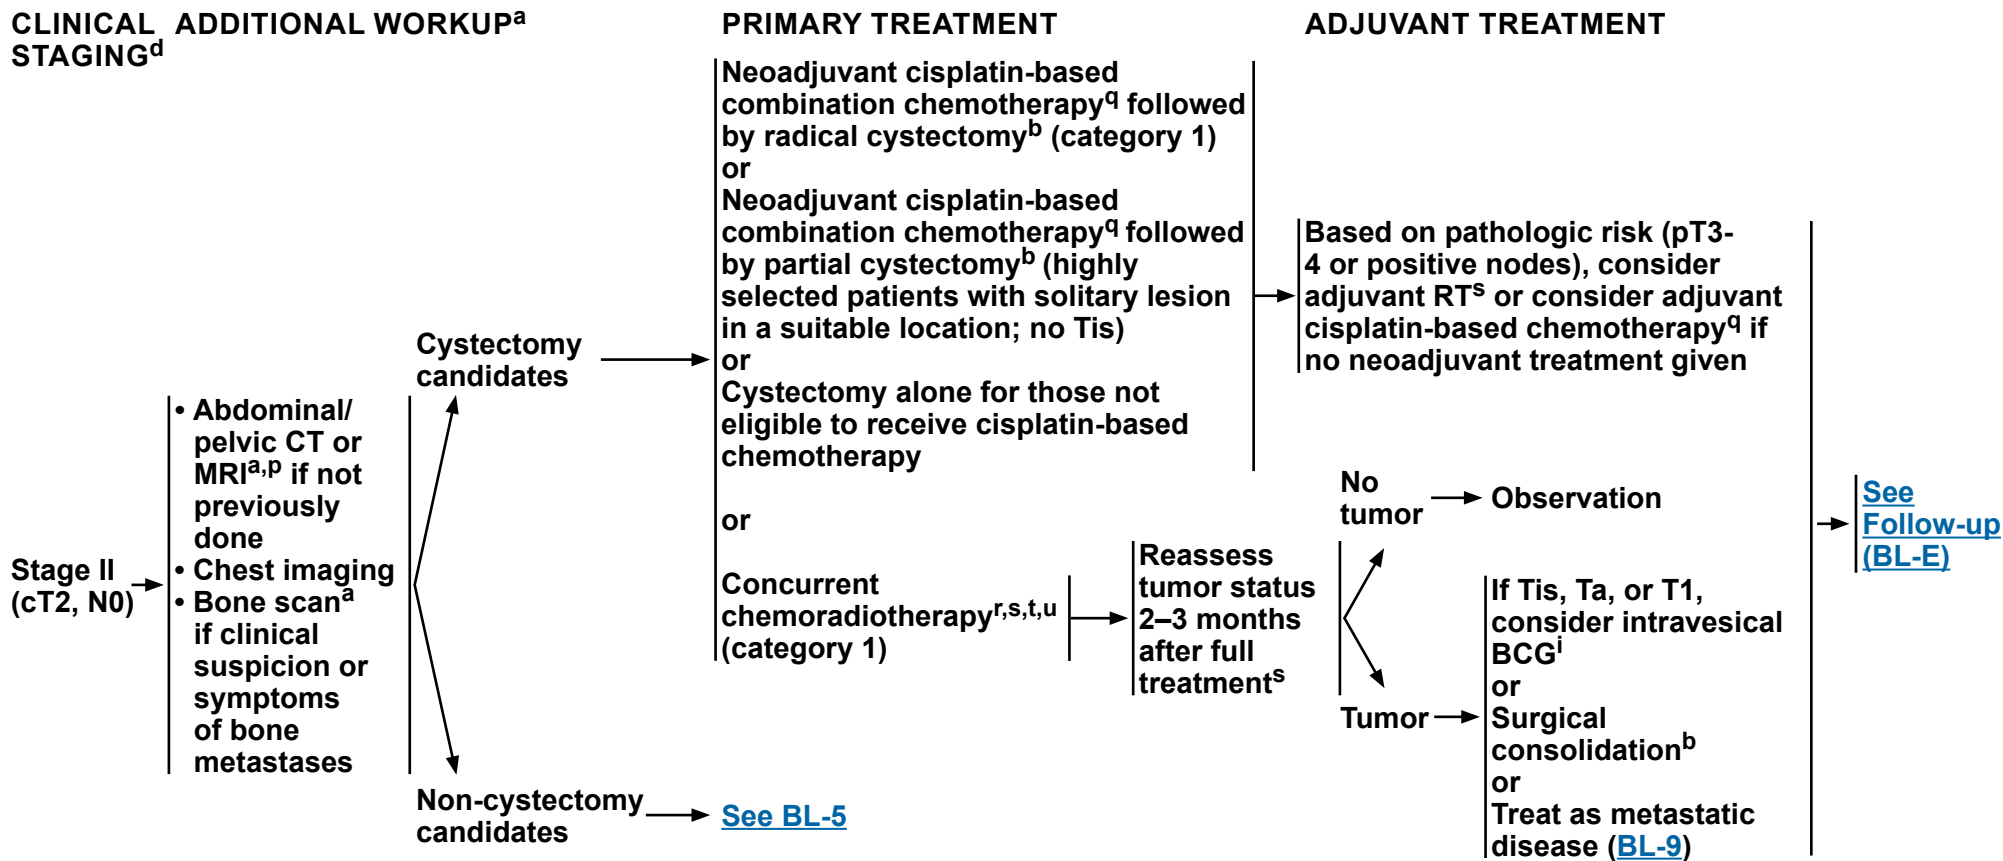 CLINICAL STAGINGᵈ
ADDITIONAL WORKUPᵃ
PRIMARY TREATMENT
ADJUVANT TREATMENT
Stage II
(cT2, N0)
• Abdominal/
pelvic CT or
MRIᵃ,ᵖ if not
previously
done
• Chest imaging
• Bone scanᵃ
if clinical
suspicion or
symptoms
of bone
metastases
Cystectomy
candidates
Neoadjuvant cisplatin-based
combination chemotherapy^q followed
by radical cystectomyᵇ (category 1)
or
Neoadjuvant cisplatin-based
combination chemotherapy^q followed
by partial cystectomyᵇ (highly
selected patients with solitary lesion
in a suitable location; no Tis)
or
Cystectomy alone for those not
eligible to receive cisplatin-based
chemotherapy
or
Concurrent
chemoradiotherapyʳ,ˢ,ᵗ,ᵘ
(category 1)
Based on pathologic risk (pT3-
4 or positive nodes), consider
adjuvant RTˢ or consider adjuvant
cisplatin-based chemotherapy^q if
no neoadjuvant treatment given
Reassess
tumor status
2–3 months
after full
treatmentˢ
No
tumor
Observation
Tumor
If Tis, Ta, or T1,
consider intravesical
BCGⁱ
or
Surgical
consolidationᵇ
or
Treat as metastatic
disease (BL-9)
See
Follow-up
(BL-E)
Non-cystectomy
candidates
See BL-5